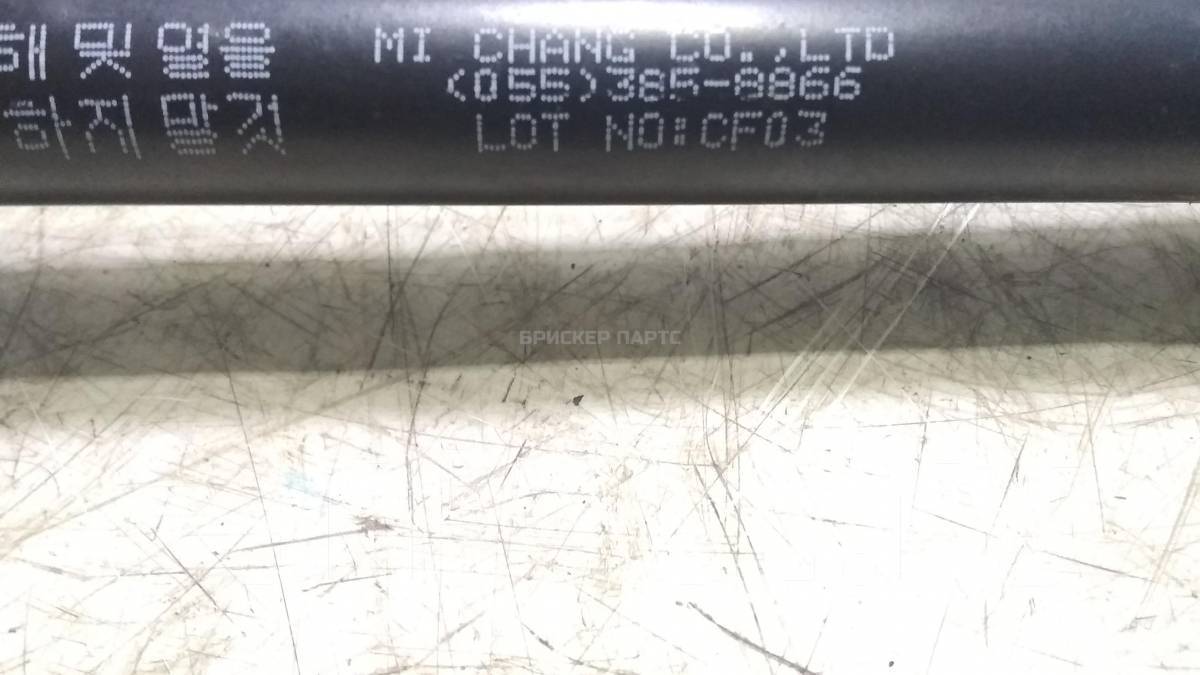 해 및 열을 MI CHANG CO.,LTD
(055)385-8866
하지 말것 LOT NO:CF03
БРИСКЕР ПАРТС